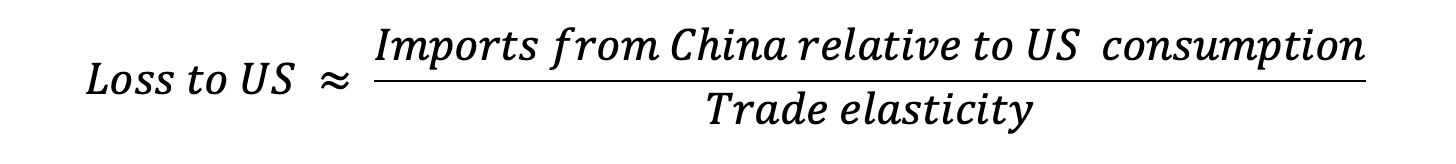 Loss to US ≈ Imports from China relative to US consumption
Trade elasticity